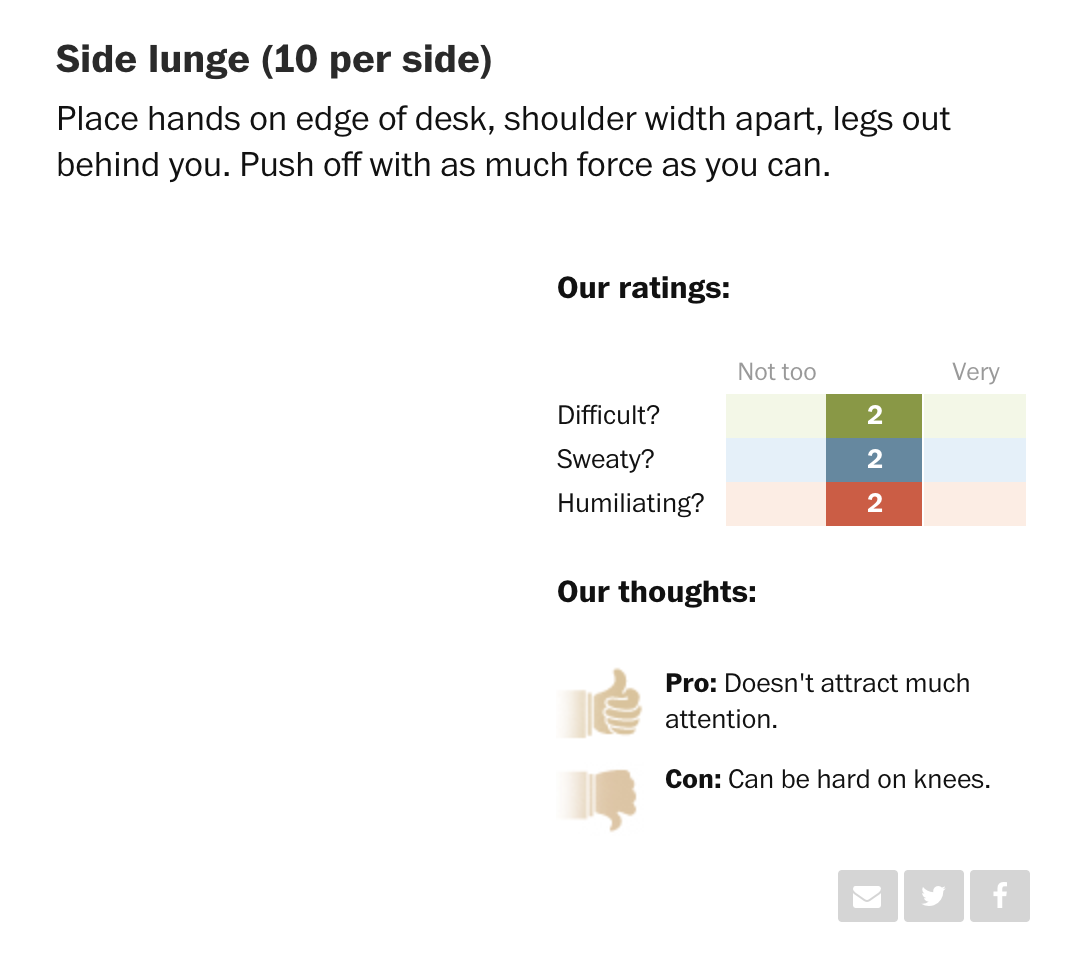 Side lunge (10 per side)
Place hands on edge of desk, shoulder width apart, legs out
behind you. Push off with as much force as you can.
Our ratings:
Not too Very
Difficult? 2
Sweaty? 2
Humiliating? 2
Our thoughts:
Pro: Doesn't attract much
attention.
Con: Can be hard on knees.